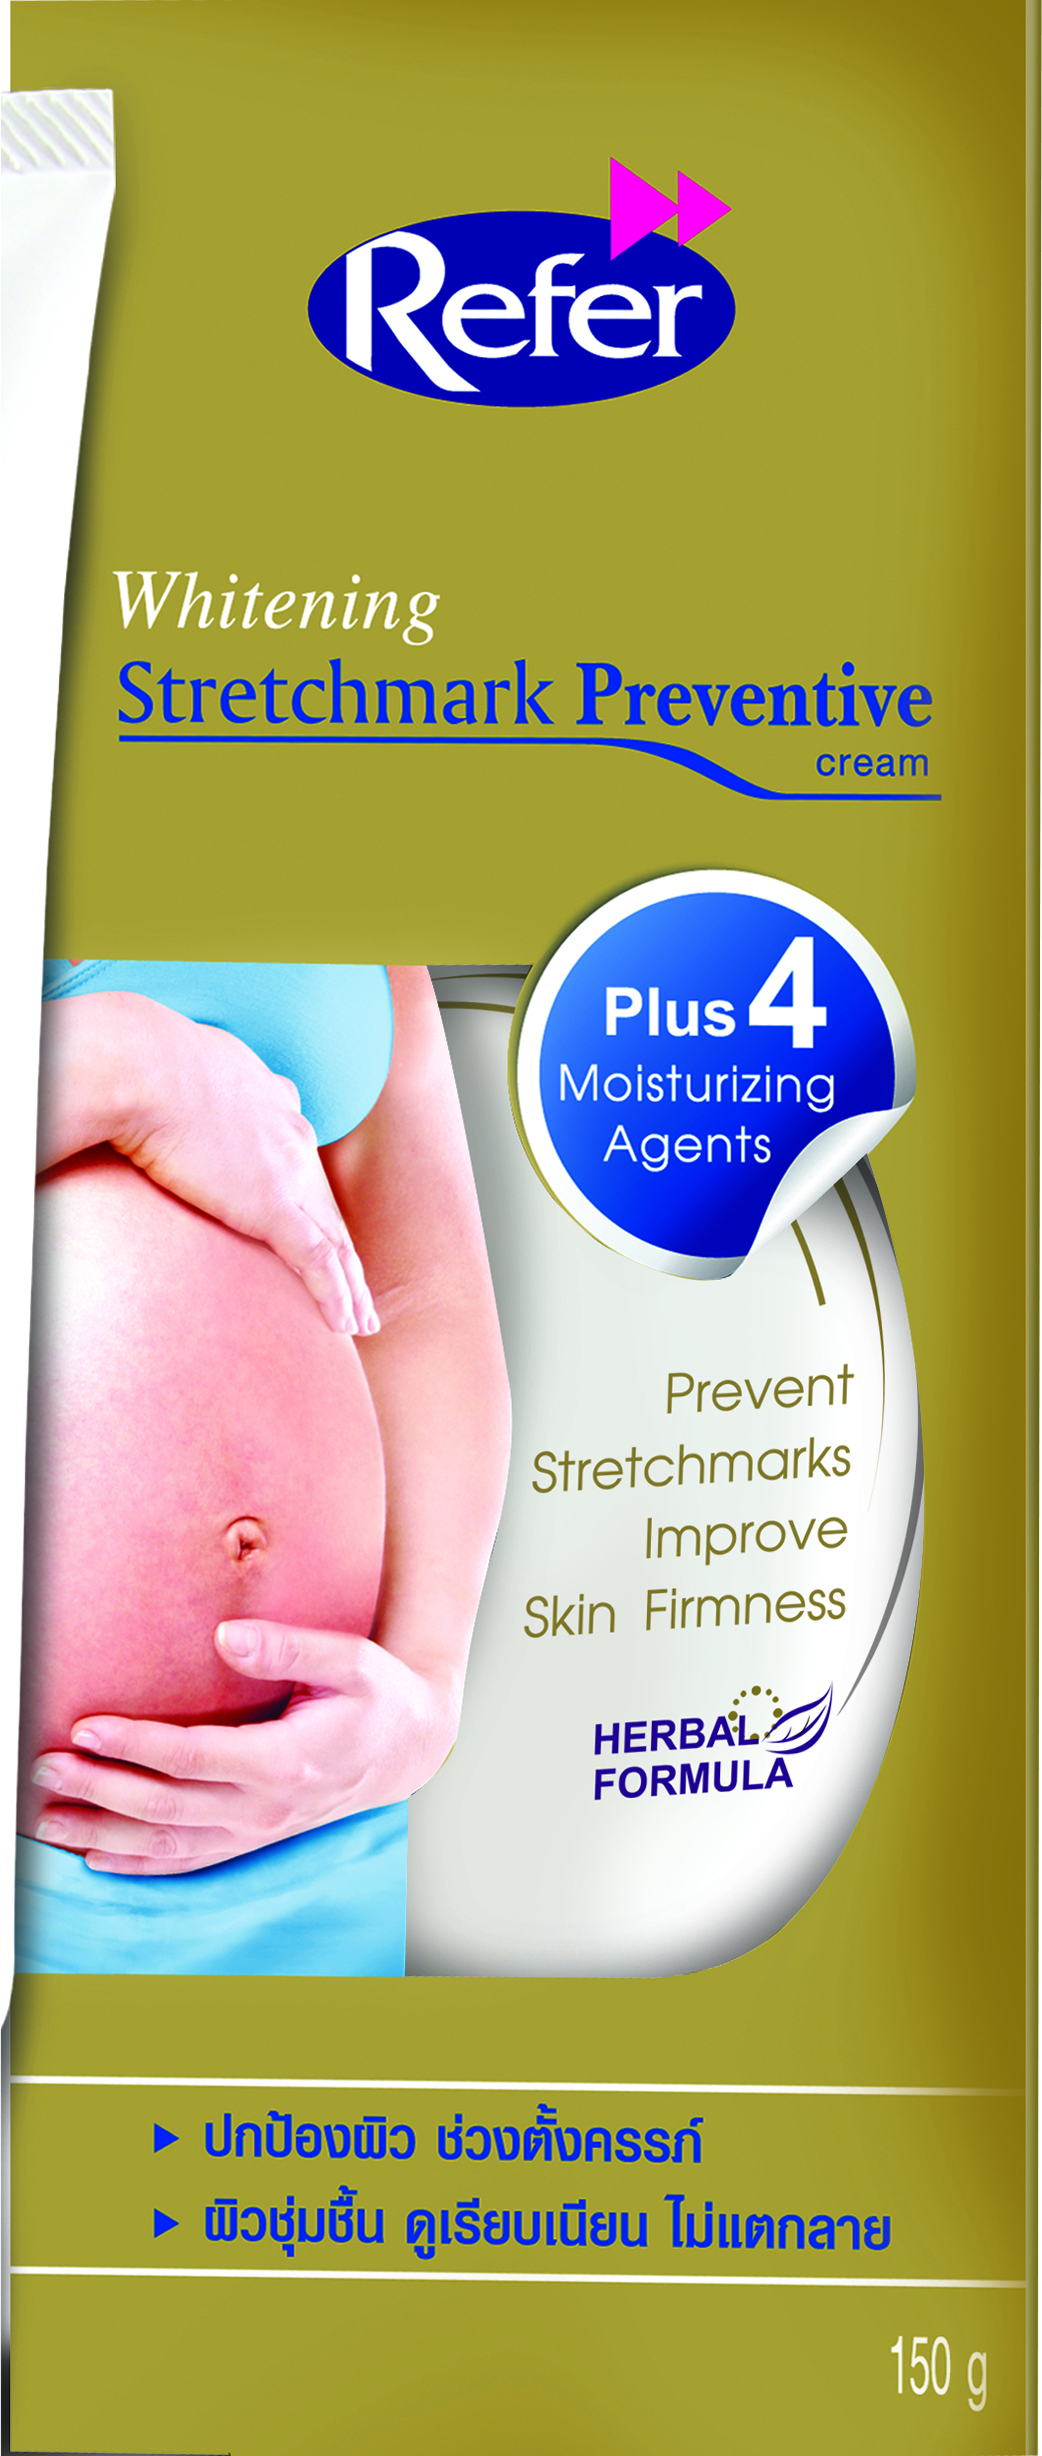 Refer
Whitening
Stretchmark Preventive
cream
Plus 4
Moisturizing
Agents
Prevent
Stretchmarks
Improve
Skin Firmness
HERBAL
FORMULA
ปกป้องผิว ช่วงตั้งครรภ์
ผิวชุ่มชื้น ดูเรียบเนียน ไม่แตกลาย
150 g